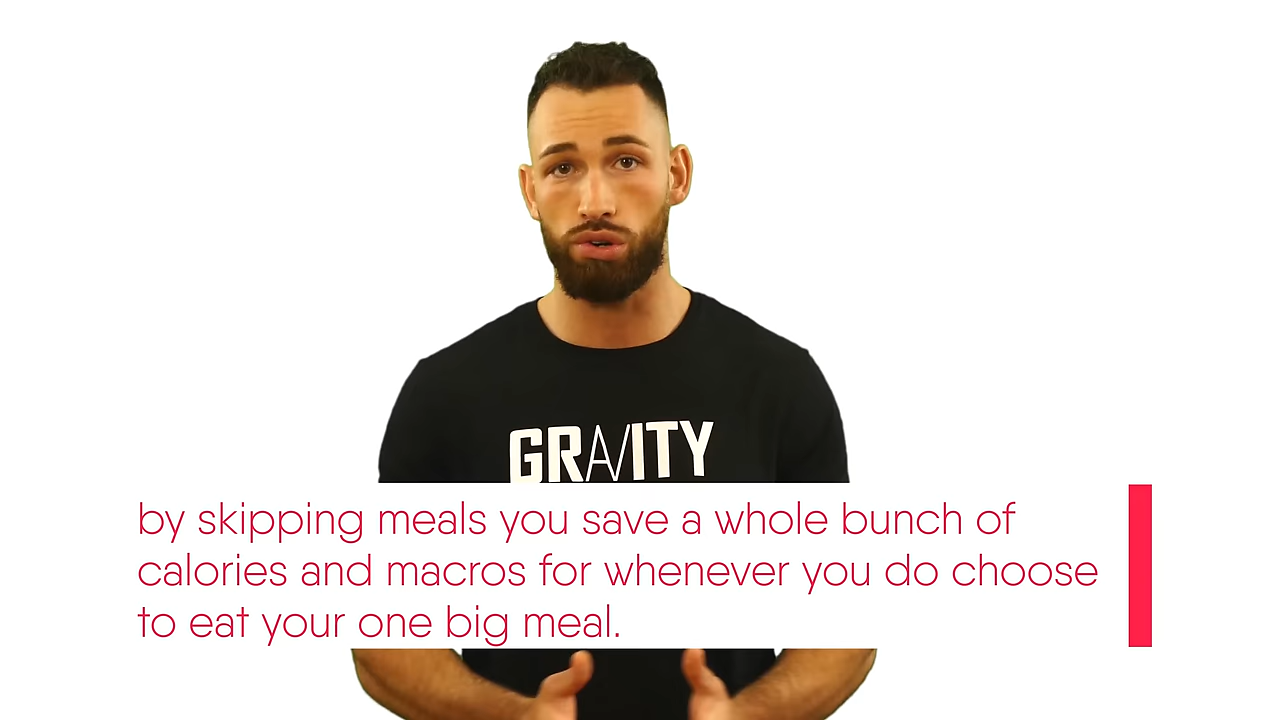 GRAVITY
by skipping meals you save a whole bunch of
calories and macros for whenever you do choose
to eat your one big meal.